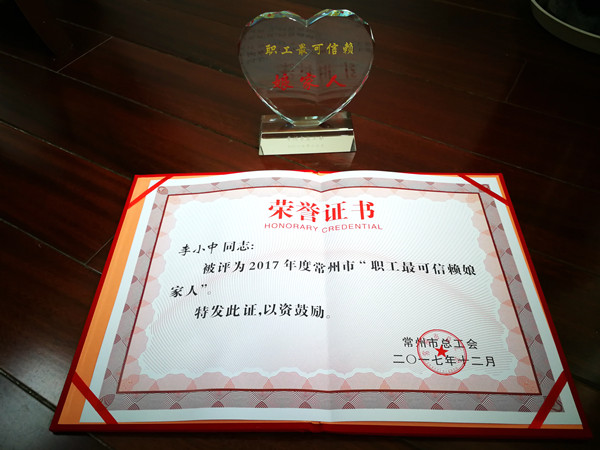 职工最可信赖
娘家人
荣誉证书
HONORARY CREDENTIAL
李小中同志:
被评为2017年度常州市“职工最可信赖娘
家人”。
特发此证,以资鼓励。
常州市总工会
二〇一七年十二月